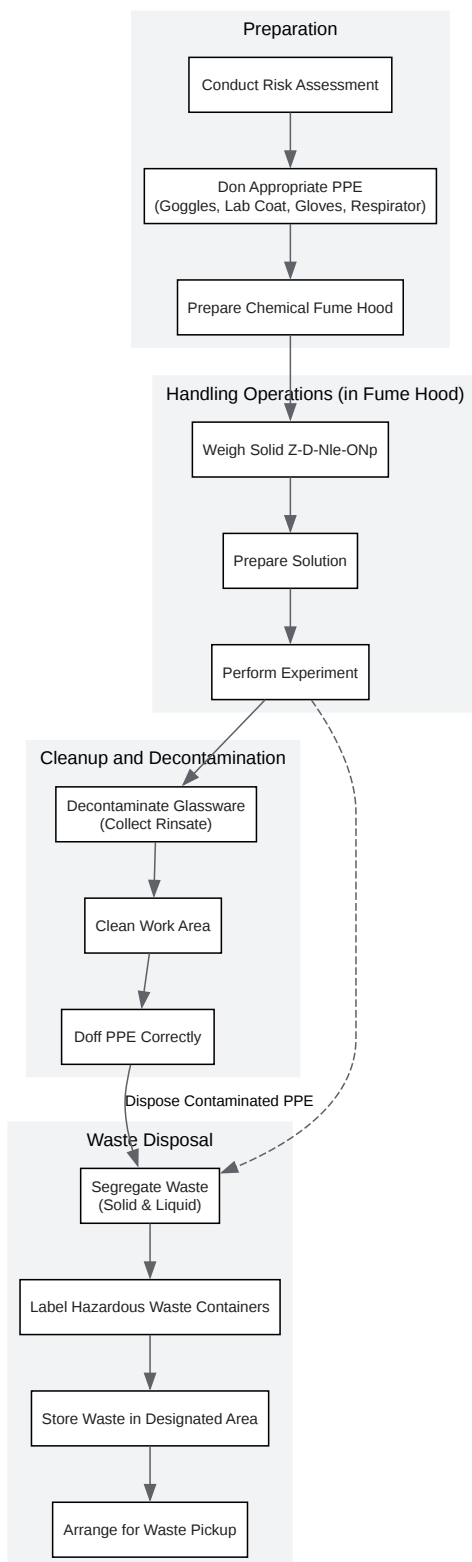 Preparation
Conduct Risk Assessment
Don Appropriate PPE
(Goggles, Lab Coat, Gloves, Respirator)
Prepare Chemical Fume Hood
Handling Operations (in Fume Hood)
Weigh Solid Z-D-Nle-ONp
Prepare Solution
Perform Experiment
Cleanup and Decontamination
Decontaminate Glassware
(Collect Rinsate)
Clean Work Area
Doff PPE Correctly
Dispose Contaminated PPE
Waste Disposal
Segregate Waste
(Solid & Liquid)
Label Hazardous Waste Containers
Store Waste in Designated Area
Arrange for Waste Pickup